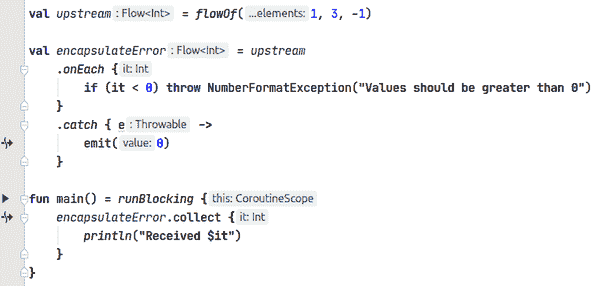 val upstream : Flow<Int> = flowOf( ...elements: 1, 3, -1)
val encapsulateError : Flow<Int> = upstream
.onEach { it: Int
if (it < 0) throw NumberFormatException("Values should be greater than 0")
}
.catch { e : Throwable ->
emit( value: 0)
}
fun main() = runBlocking { this: CoroutineScope
encapsulateError.collect { it: Int
println("Received $it")
}
}